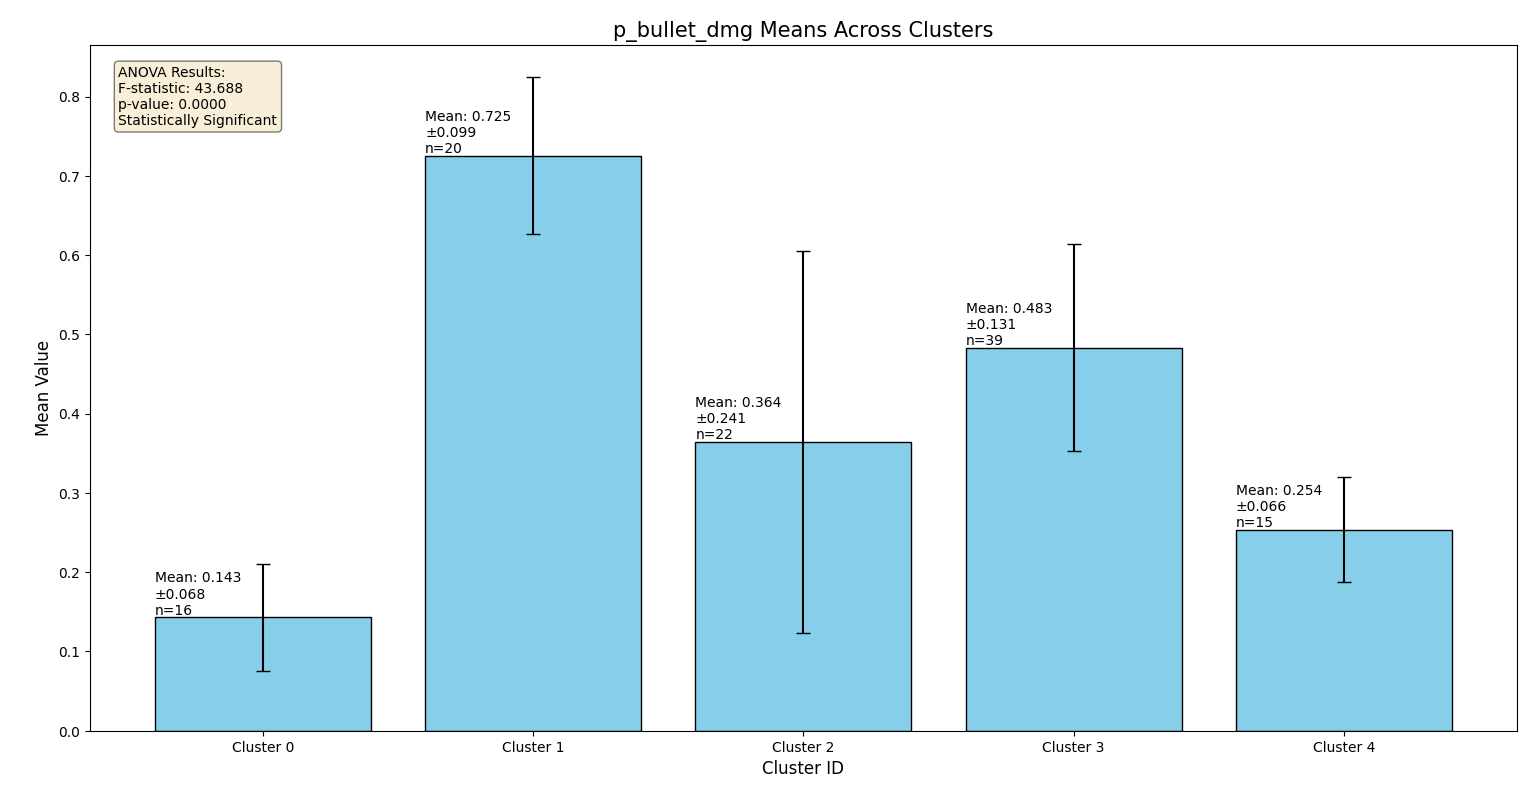 p_bullet_dmg Means Across Clusters
ANOVA Results:
F-statistic: 43.688
p-value: 0.0000
Statistically Significant
Mean Value
0.8
0.7
0.6
0.5
0.4
0.3
0.2
0.1
0.0
Mean: 0.143
±0.068
n=16
Mean: 0.725
±0.099
n=20
Mean: 0.364
±0.241
n=22
Mean: 0.483
±0.131
n=39
Mean: 0.254
±0.066
n=15
Cluster 0
Cluster 1
Cluster 2
Cluster 3
Cluster 4
Cluster ID